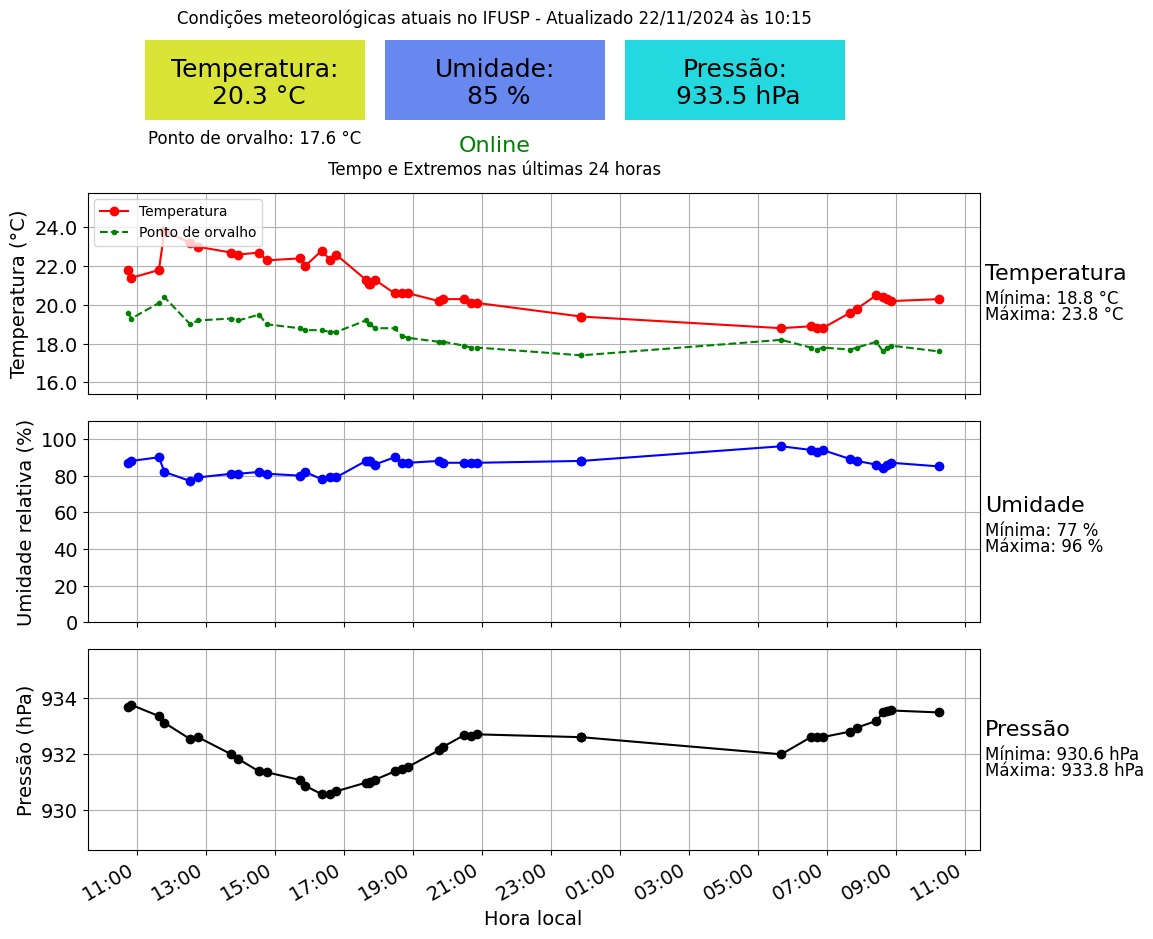 Condições meteorológicas atuais no IFUSP - Atualizado 22/11/2024 às 10:15
Temperatura:
20.3 °C
Umidade:
85 %
Pressão:
933.5 hPa
Ponto de orvalho: 17.6 °C
Online
Tempo e Extremos nas últimas 24 horas
Temperatura (°C)
24.0
22.0
20.0
18.0
16.0
Temperatura
Ponto de orvalho
Temperatura
Mínima: 18.8 °C
Máxima: 23.8 °C
Umidade relativa (%)
100
80
60
40
20
0
Umidade
Mínima: 77 %
Máxima: 96 %
Pressão (hPa)
934
932
930
Pressão
Mínima: 930.6 hPa
Máxima: 933.8 hPa
11:00 13:00 15:00 17:00 19:00 21:00 23:00 01:00 03:00 05:00 07:00 09:00 11:00
Hora local